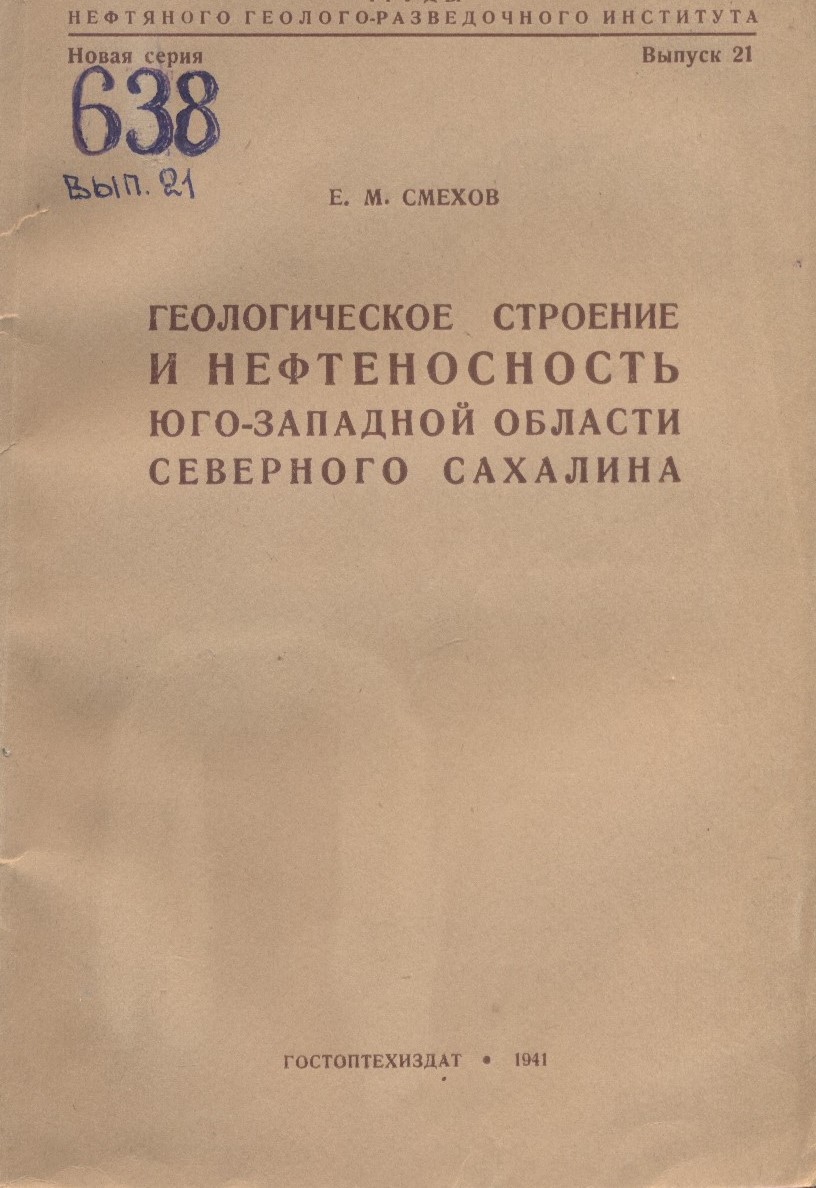 ТРУДЫ
НЕФТЯНОГО ГЕОЛОГО-РАЗВЕДОЧНОГО ИНСТИТУТА
Новая серия Выпуск 21
638
вып. 21
Е. М. СМЕХОВ
ГЕОЛОГИЧЕСКОЕ СТРОЕНИЕ
И НЕФТЕНОСНОСТЬ
ЮГО-ЗАПАДНОЙ ОБЛАСТИ
СЕВЕРНОГО САХАЛИНА
ГОСТОПТЕХИЗДАТ • 1941